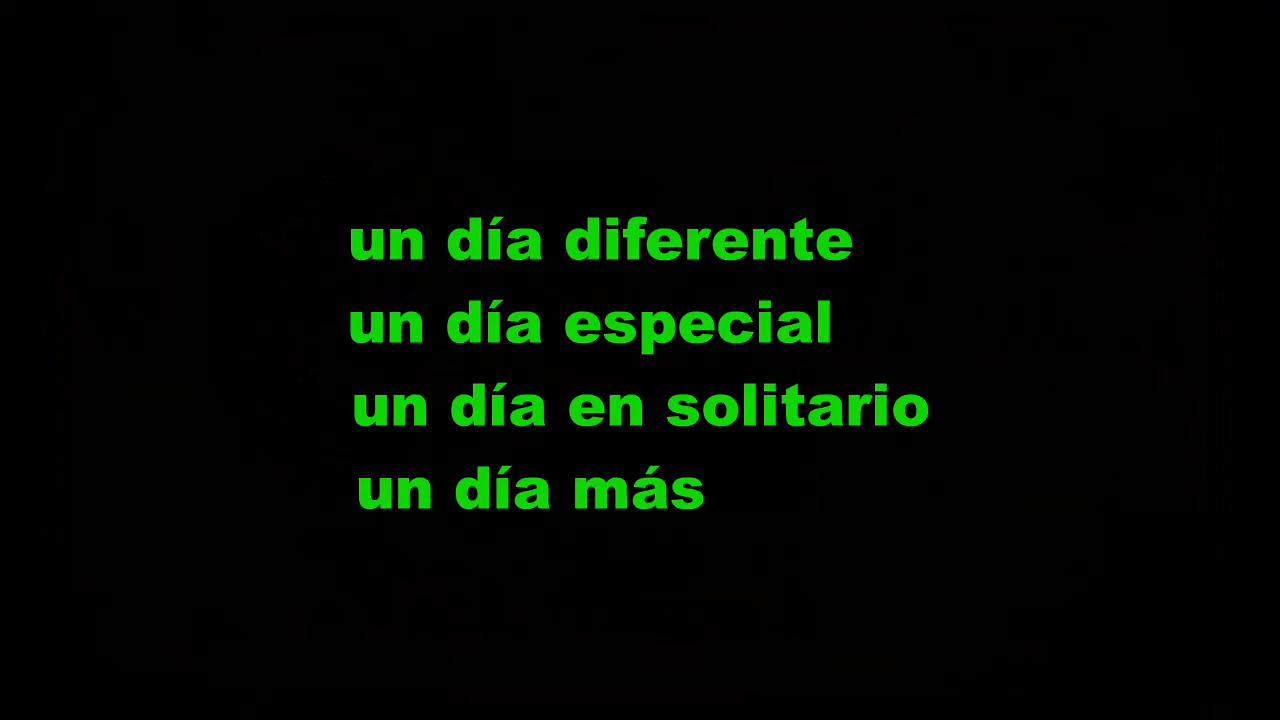 un día diferente
un día especial
un día en solitario
un día más